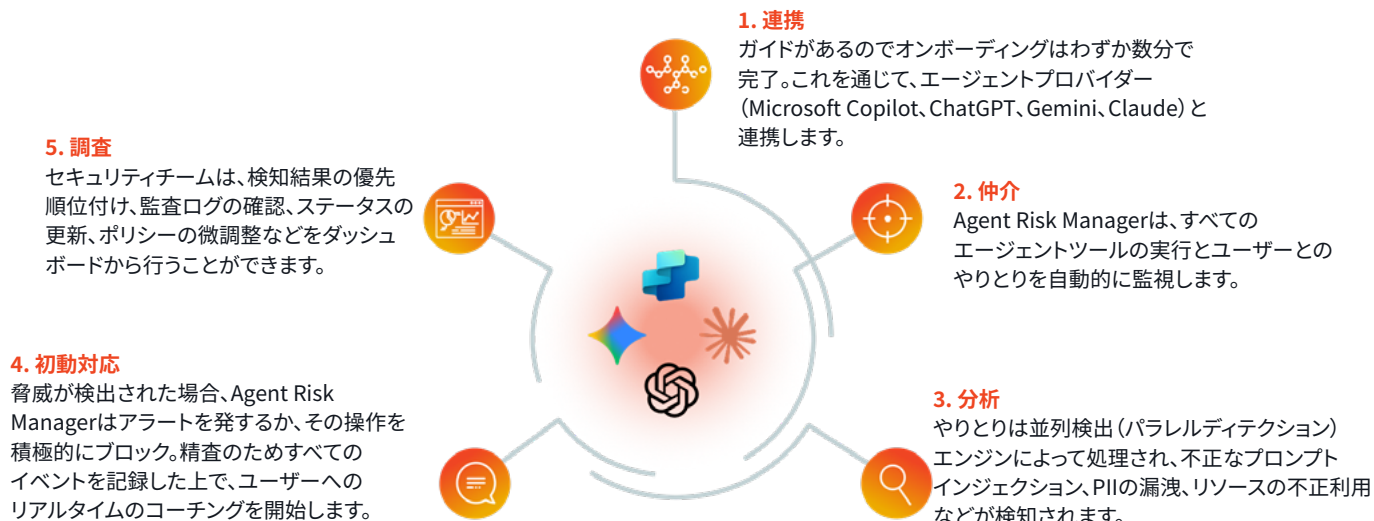 1. 連携
ガイドがあるのでオンボーディングはわずか数分で
完了。これを通じて、エージェントプロバイダー
（Microsoft Copilot、ChatGPT、Gemini、Claude）と
連携します。
2. 仲介
Agent Risk Managerは、すべての
エージェントツールの実行とユーザーとの
やりとりを自動的に監視します。
3. 分析
やりとりは並列検出（パラレルディテクション）
エンジンによって処理され、不正なプロンプト
インジェクション、PIIの漏洩、リソースの不正利用
などが検知されます。
4. 初動対応
脅威が検出された場合、Agent Risk
Managerはアラートを発するか、その操作を
積極的にブロック。精査のためすべての
イベントを記録した上で、ユーザーへの
リアルタイムのコーチングを開始します。
5. 調査
セキュリティチームは、検知結果の優先
順位付け、監査ログの確認、ステータスの
更新、ポリシーの微調整などをダッシュ
ボードから行うことができます。